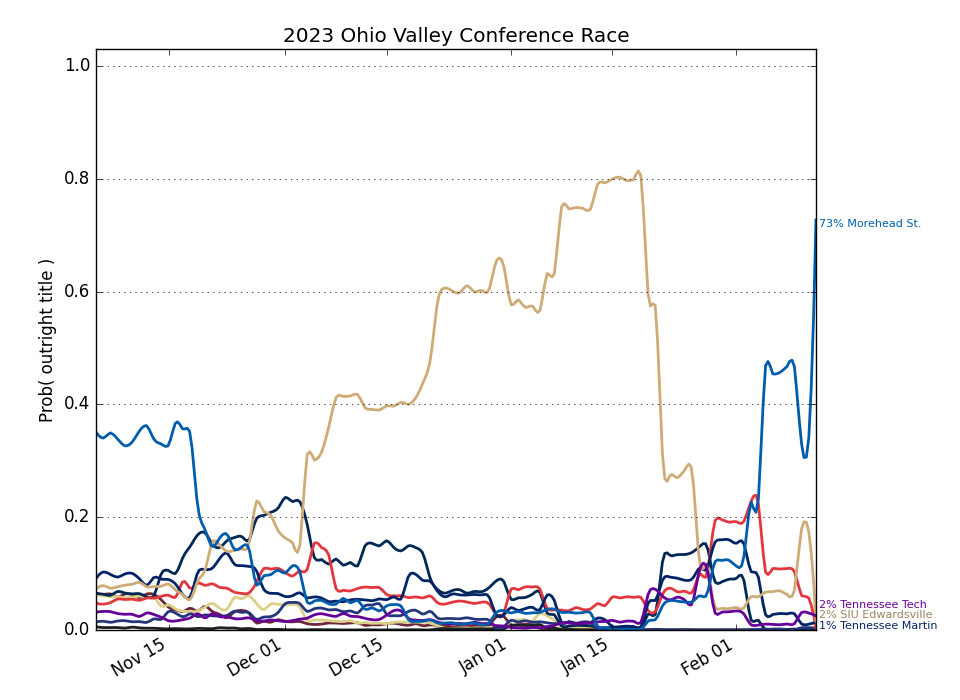 2023 Ohio Valley Conference Race
1.0
0.8
0.6
0.4
0.2
0.0
Prob( outright title )
Nov 15
Dec 01
Dec 15
Jan 01
Jan 15
Feb 01
73% Morehead St.
2% Tennessee Tech
2% SIU Edwardsville
1% Tennessee Martin